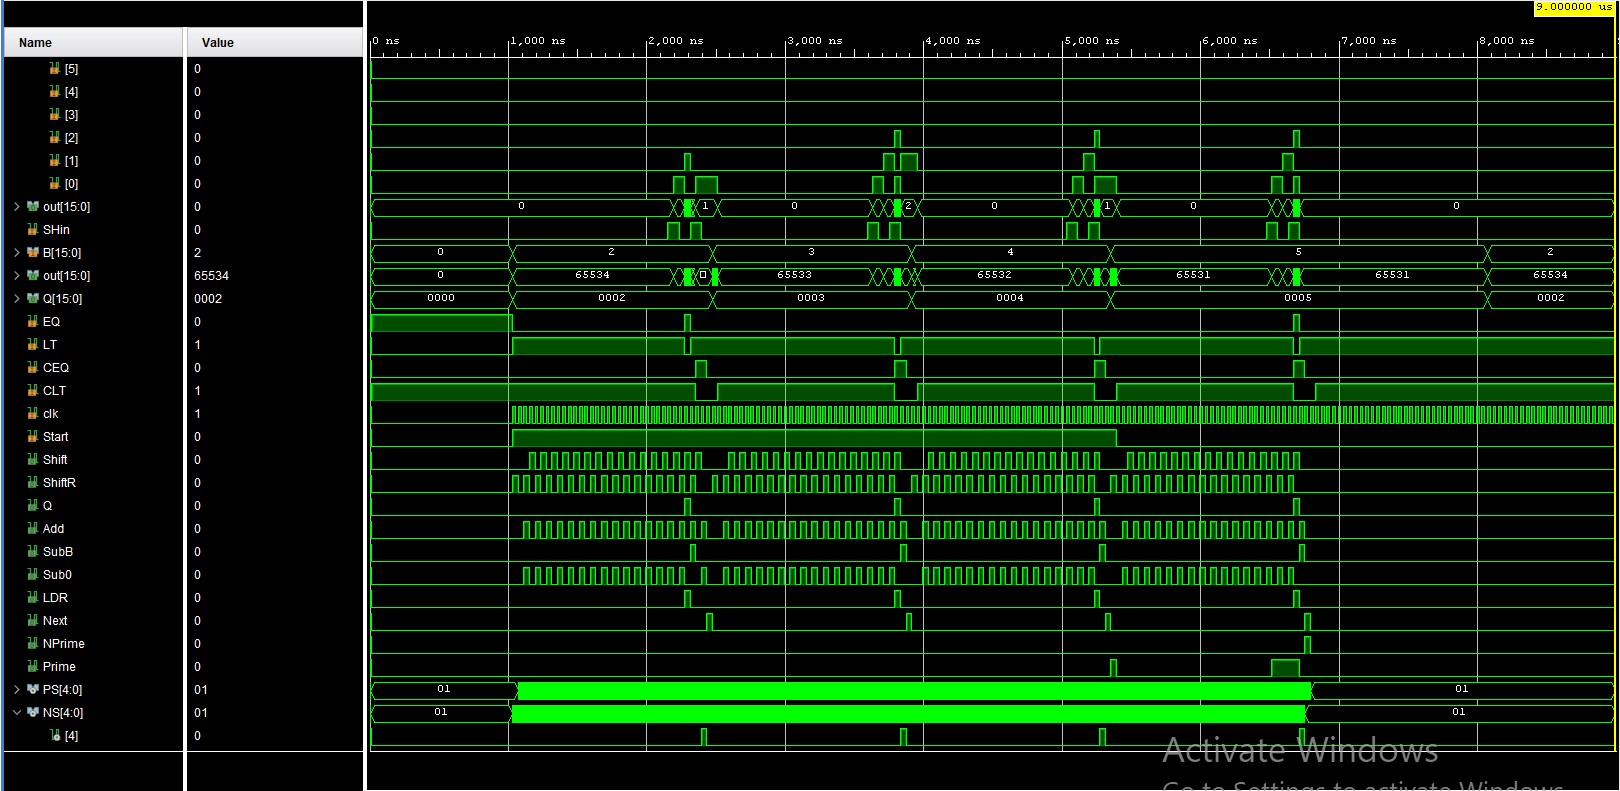 9.000000 us
Name Value 0 ns 1,000 ns 2,000 ns 3,000 ns 4,000 ns 5,000 ns 6,000 ns 7,000 ns 8,000 ns
[5] 0
[4] 0
[3] 0
[2] 0
[1] 0
[0] 0
out[15:0] 0 0 1 0 2 0 1 0 0
SHin 0
B[15:0] 2 0 2 3 4 5 2
out[15:0] 65534 0 65534 65533 65532 65531 65531 65534
Q[15:0] 0002 0000 0002 0003 0004 0005 0002
EQ 0
LT 1
CEQ 0
CLT 1
clk 1
Start 0
Shift 0
ShiftR 0
Q 0
Add 0
SubB 0
Sub0 0
LDR 0
Next 0
NPrime 0
Prime 0
PS[4:0] 01 01 01
NS[4:0] 01 01 01
[4] 0
Activate Windows
Go to Settings to activate Windows.